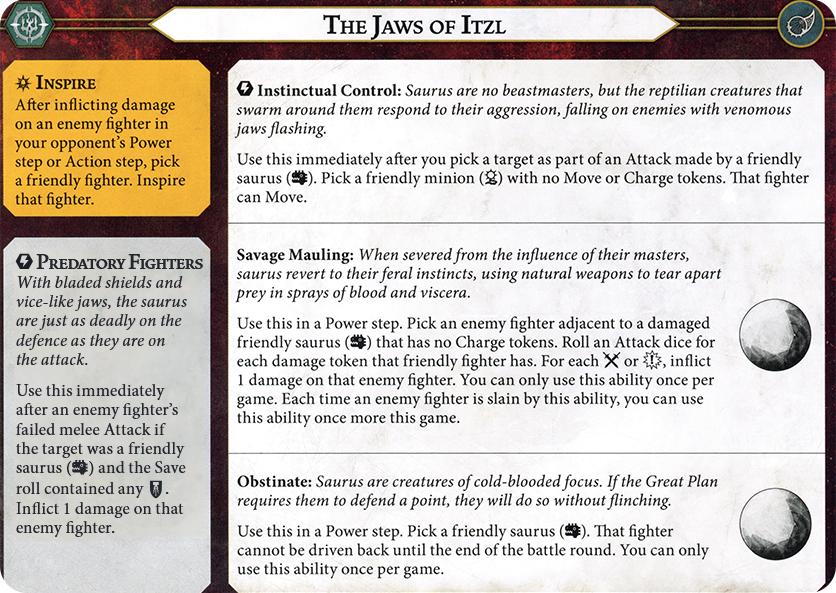 The Jaws of Itzl
Inspire
After inflicting damage
on an enemy fighter in
your opponent's Power
step or Action step, pick
a friendly fighter. Inspire
that fighter.
Predatory Fighters
With bladed shields and
vice-like jaws, the saurus
are just as deadly on the
defence as they are on
the attack.
Use this immediately
after an enemy fighter's
failed melee Attack if
the target was a friendly
saurus () and the Save
roll contained any .
Inflict 1 damage on that
enemy fighter.
Instinctual Control: Saurus are no beastmasters, but the reptilian creatures that
swarm around them respond to their aggression, falling on enemies with venomous
jaws flashing.
Use this immediately after you pick a target as part of an Attack made by a friendly
saurus (). Pick a friendly minion () with no Move or Charge tokens. That fighter
can Move.
Savage Mauling: When severed from the influence of their masters,
saurus revert to their feral instincts, using natural weapons to tear apart
prey in sprays of blood and viscera.
Use this in a Power step. Pick an enemy fighter adjacent to a damaged
friendly saurus () that has no Charge tokens. Roll an Attack dice for
each damage token that friendly fighter has. For each or , inflict
1 damage on that enemy fighter. You can only use this ability once per
game. Each time an enemy fighter is slain by this ability, you can use
this ability once more this game.
Obstinate: Saurus are creatures of cold-blooded focus. If the Great Plan
requires them to defend a point, they will do so without flinching.
Use this in a Power step. Pick a friendly saurus (). That fighter
cannot be driven back until the end of the battle round. You can only
use this ability once per game.